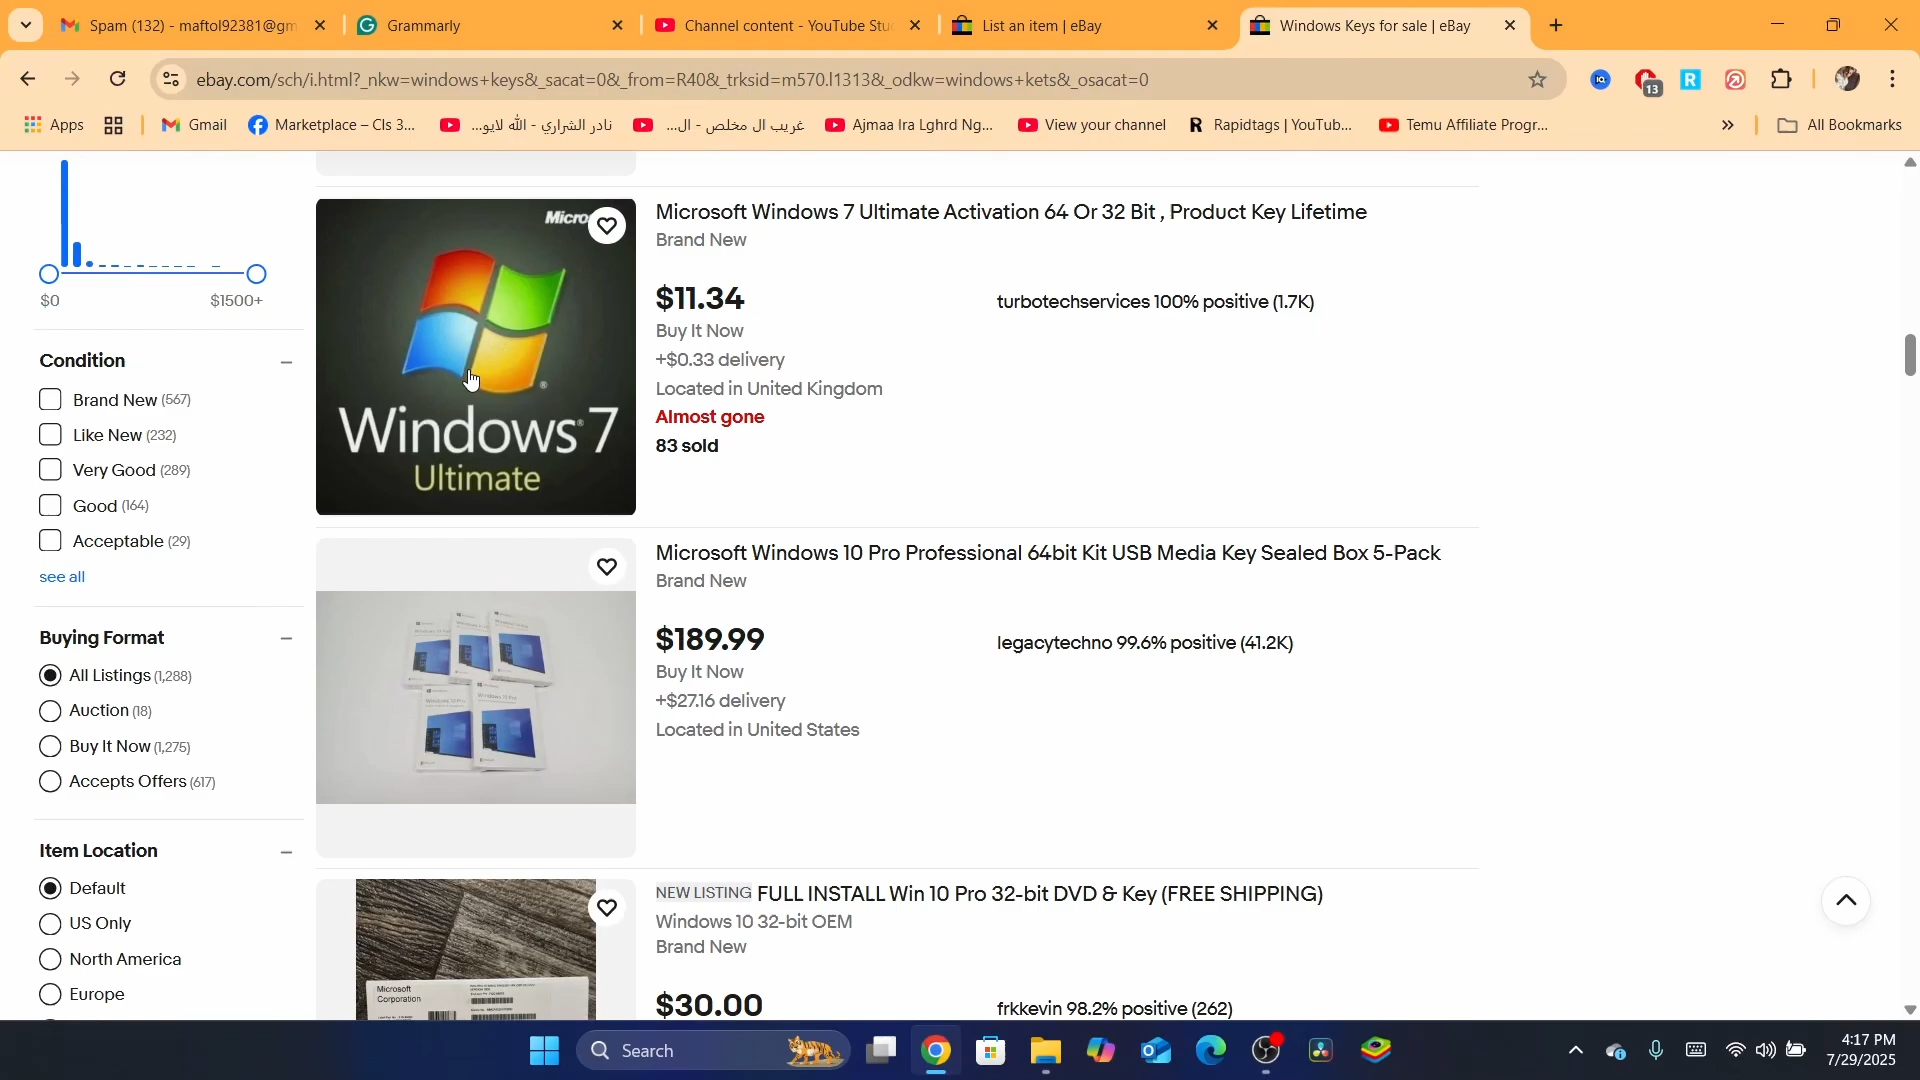 Spam (132) - maftol92381@gm
Grammarly
Channel content - YouTube Stu
List an item | eBay
Windows Keys for sale | eBay
ebay.com/sch/i.html?_nkw=windows+keys&_sacat=0&_from=R40&_trksid=m570.l1313&_odkw=windows+kets&_osacat=0
13
Apps
Gmail
Marketplace – Cls 3...
نادر الشراري - الله لايو...
غريب ال مخلص - ال...
Ajmaa Ira Lghrd Ng...
View your channel
Rapidtags | YouTub...
Temu Affiliate Progr...
All Bookmarks
$0
$1500+
Condition
Brand New (567)
Like New (232)
Very Good (289)
Good (164)
Acceptable (29)
see all
Buying Format
All Listings (1,288)
Auction (18)
Buy It Now (1,275)
Accepts Offers (617)
Item Location
Default
US Only
North America
Europe
Micro
Windows 7
Ultimate
Microsoft Windows 7 Ultimate Activation 64 Or 32 Bit , Product Key Lifetime
Brand New
$11.34
Buy It Now
+$0.33 delivery
Located in United Kingdom
Almost gone
83 sold
turbotechservices 100% positive (1.7K)
Microsoft Windows 10 Pro Professional 64bit Kit USB Media Key Sealed Box 5-Pack
Brand New
$189.99
Buy It Now
+$27.16 delivery
Located in United States
legacytechno 99.6% positive (41.2K)
NEW LISTING FULL INSTALL Win 10 Pro 32-bit DVD & Key (FREE SHIPPING)
Windows 10 32-bit OEM
Brand New
$30.00
frkkevin 98.2% positive (262)
Microsoft
Corporation
Search
4:17 PM
7/29/2025